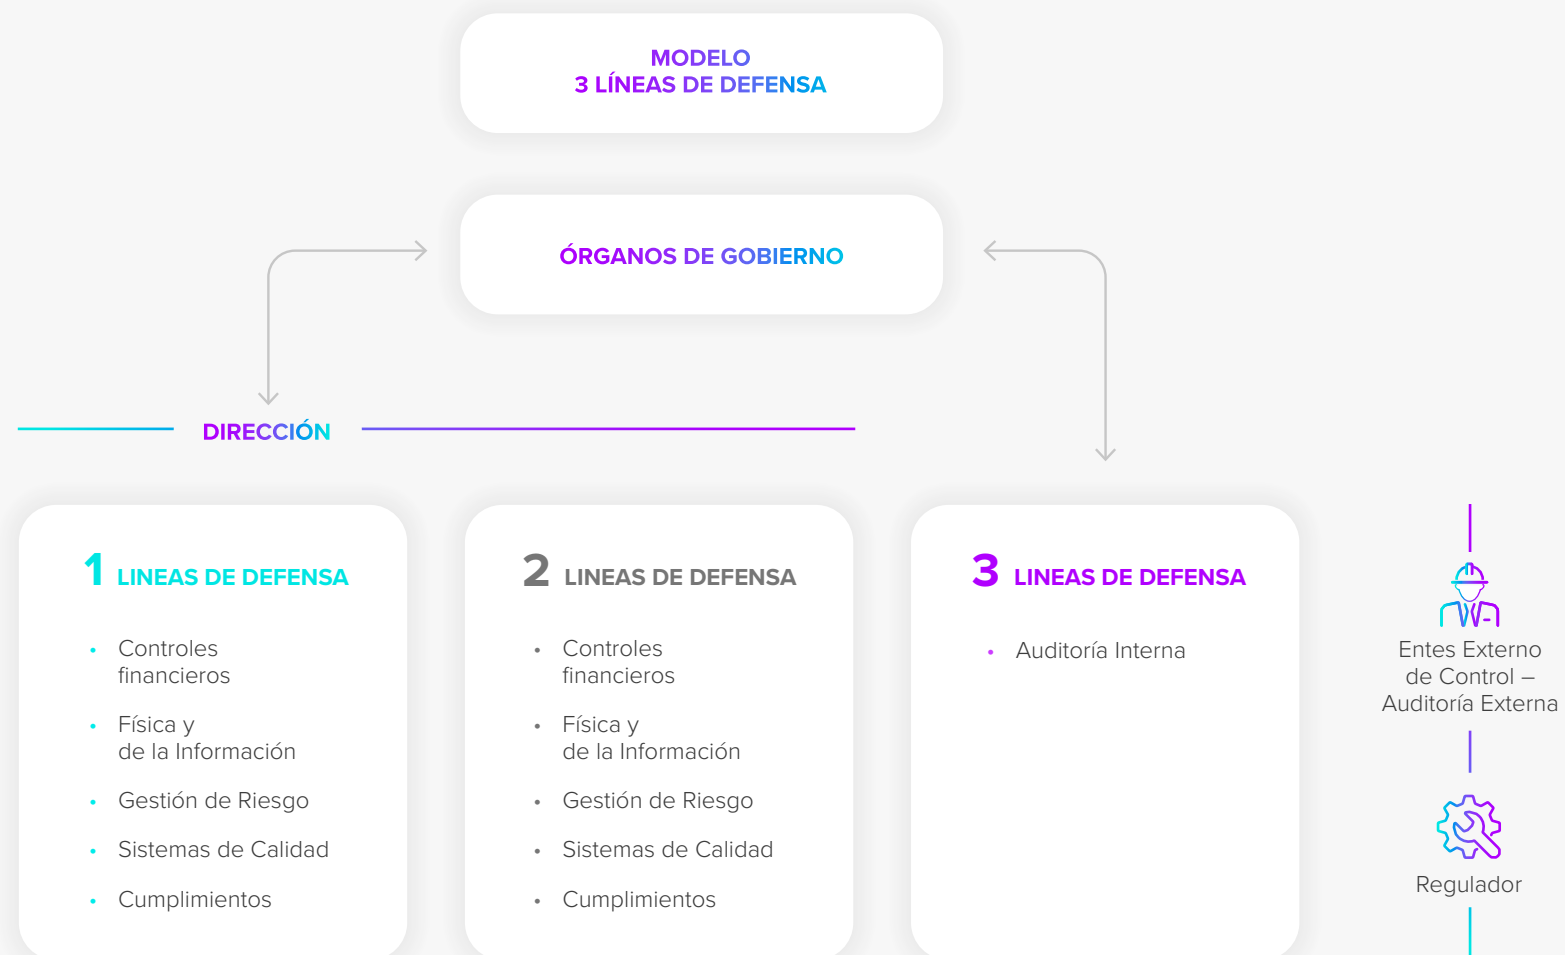 MODELO
3 LÍNEAS DE DEFENSA
ÓRGANOS DE GOBIERNO
DIRECCIÓN
1 LINEAS DE DEFENSA
• Controles
financieros
• Física y
de la Información
• Gestión de Riesgo
• Sistemas de Calidad
• Cumplimientos
2 LINEAS DE DEFENSA
• Controles
financieros
• Física y
de la Información
• Gestión de Riesgo
• Sistemas de Calidad
• Cumplimientos
3 LINEAS DE DEFENSA
• Auditoría Interna
Entes Externo
de Control –
Auditoría Externa
Regulador